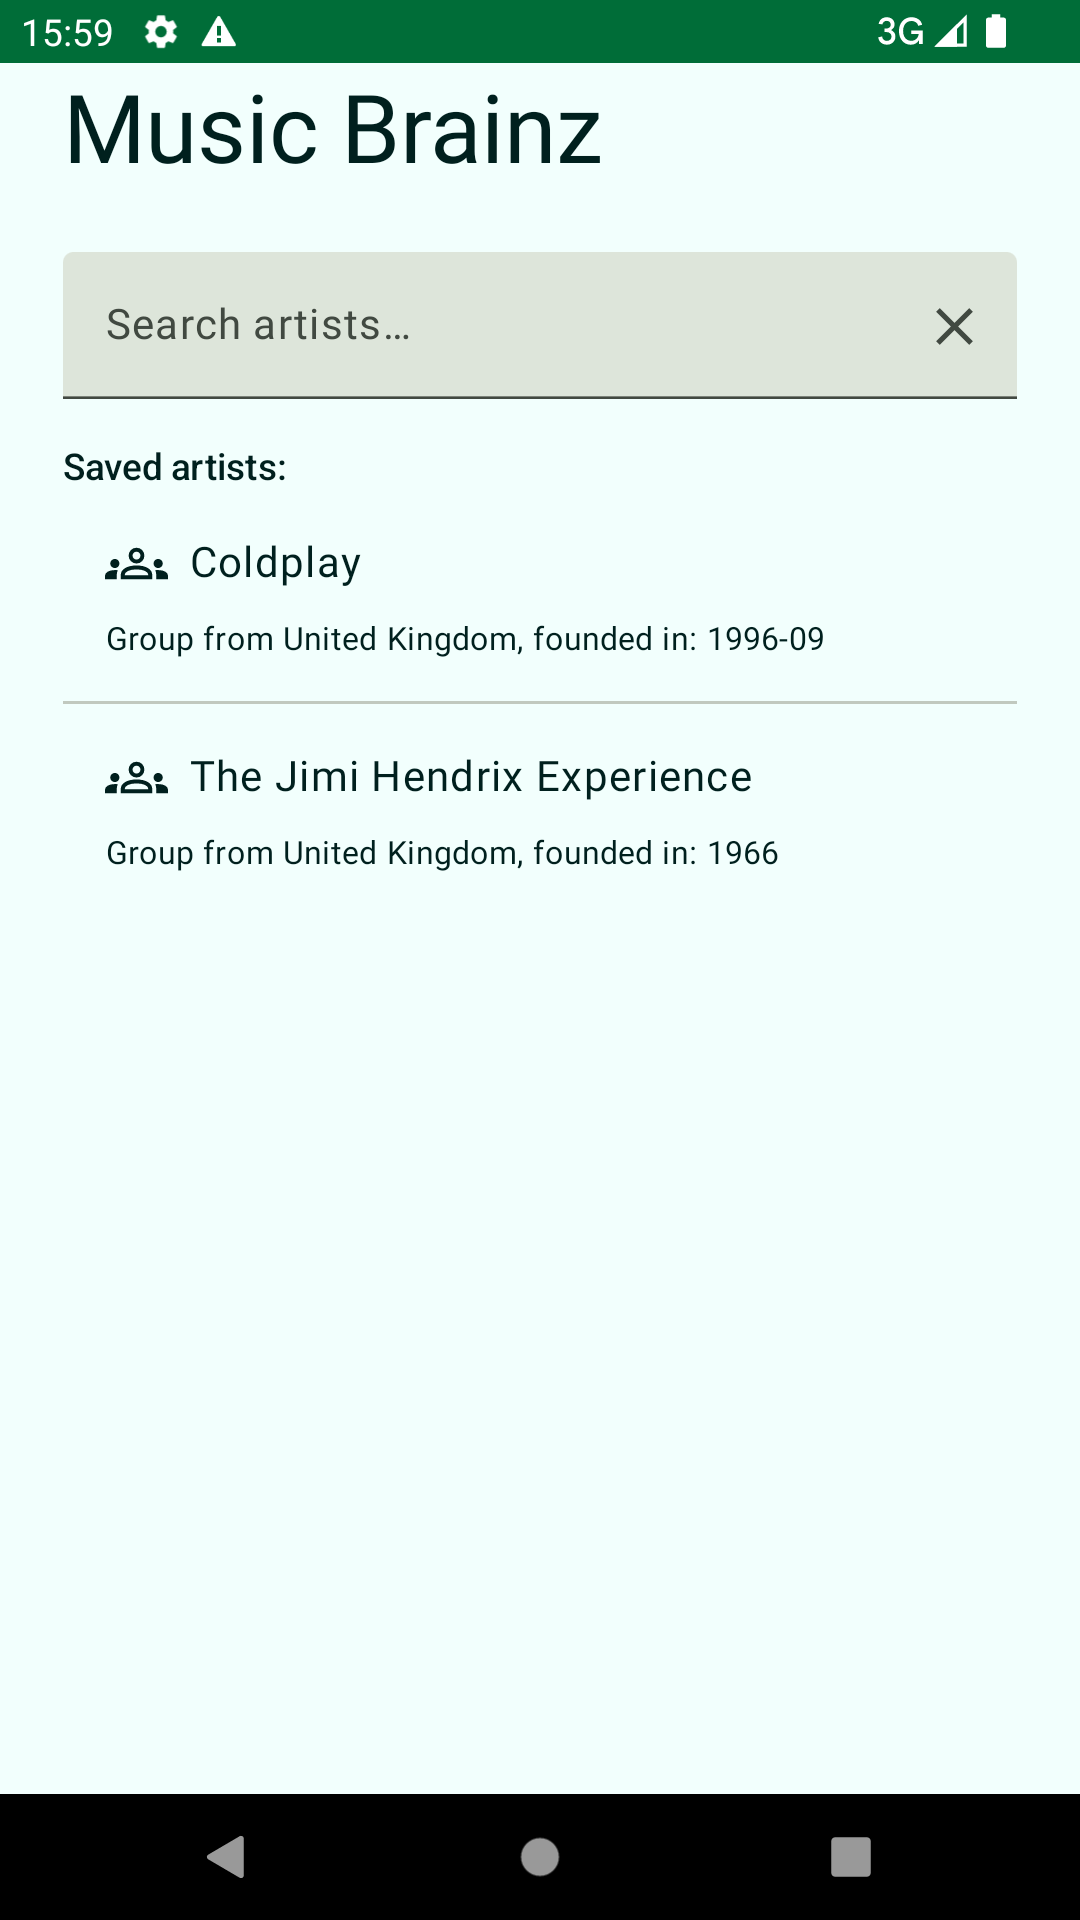 15:59 3G
Music Brainz
Search artists…
Saved artists:
Coldplay
Group from United Kingdom, founded in: 1996-09
The Jimi Hendrix Experience
Group from United Kingdom, founded in: 1966